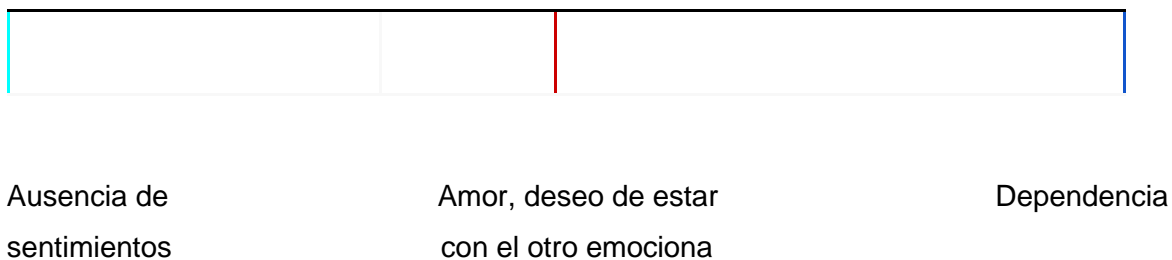 Ausencia de Amor, deseo de estar Dependencia
sentimientos con el otro emociona